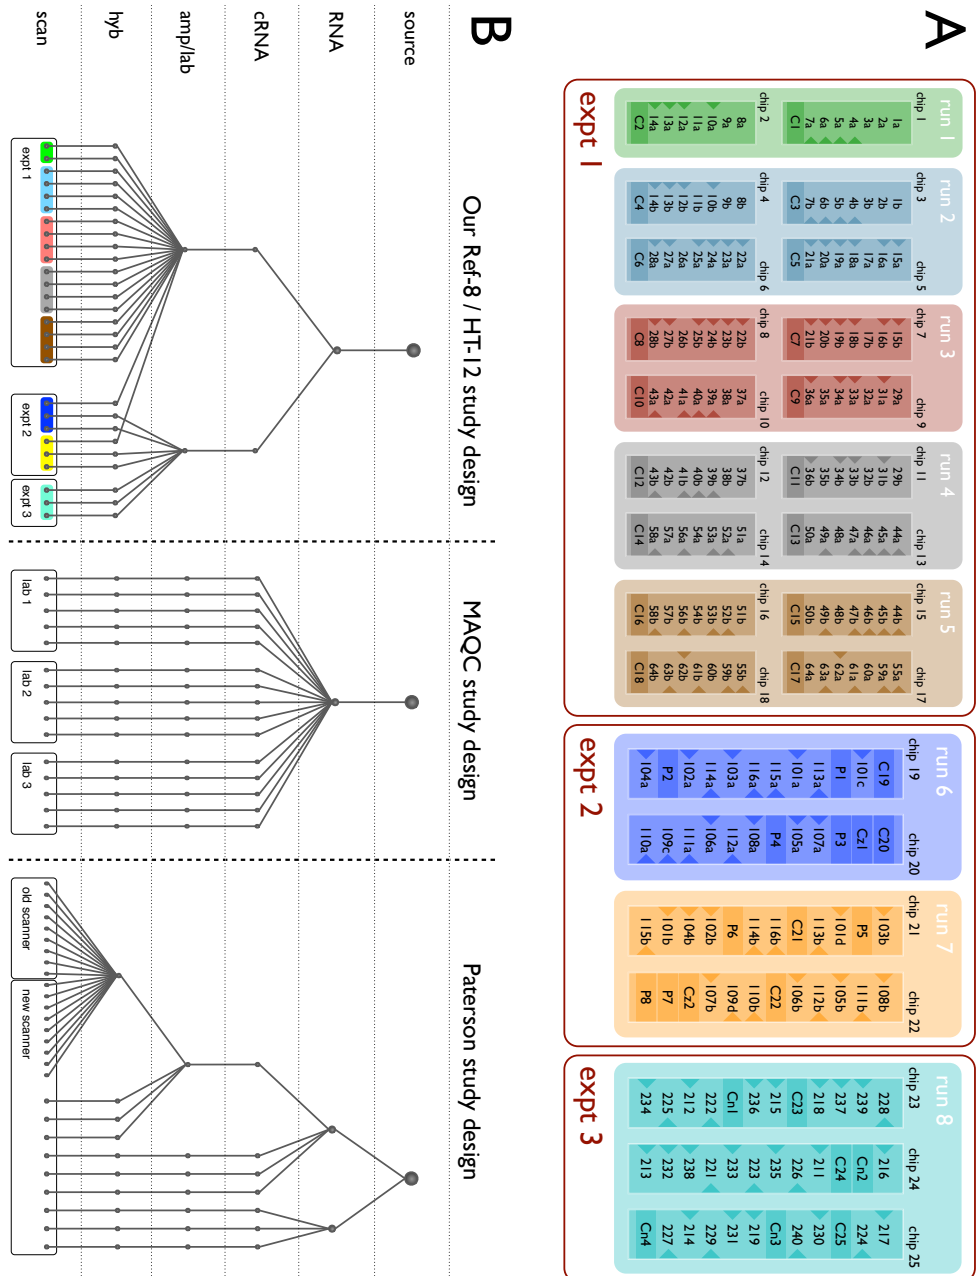 A
run 1
chip 1
1a
2a
3a
4a
5a
6a
7a
C1
chip 2
8a
9a
10a
11a
12a
13a
14a
C2
run 2
chip 3
1b
2b
3b
4b
5b
6b
7b
C3
chip 5
15a
16a
17a
18a
19a
20a
21a
C5
chip 4
8b
9b
10b
11b
12b
13b
14b
C4
chip 6
22a
23a
24a
25a
26a
27a
28a
C6
run 3
chip 7
15b
16b
17b
18b
19b
20b
21b
C7
chip 9
29a
31a
32a
33a
34a
35a
36a
C9
chip 8
22b
23b
24b
25b
26b
27b
28b
C8
chip 10
37a
38a
39a
40a
41a
42a
43a
C10
run 4
chip 11
29b
31b
32b
33b
34b
35b
36b
C11
chip 13
44a
45a
46a
47a
48a
49a
50a
C13
chip 12
37b
38b
39b
40b
41b
42b
43b
C12
chip 14
51a
52a
53a
54a
56a
57a
58a
C14
run 5
chip 15
44b
45b
46b
47b
48b
49b
50b
C15
chip 17
55a
59a
60a
61a
62a
63a
64a
C17
chip 16
51b
52b
53b
54b
56b
57b
58b
C16
chip 18
55b
59b
60b
61b
62b
63b
64b
C18
expt 1
run 6
chip 19
C19
101c
P1
113a
101a
115a
116a
103a
114a
102a
P2
104a
chip 20
C20
Cz1
P3
107a
105a
P4
108a
112a
106a
111a
109c
110a
run 7
chip 21
103b
P5
101d
113b
C21
116b
114b
P6
102b
104b
101b
115b
chip 22
108b
111b
105b
112b
106b
C22
110b
109d
107b
Cz2
P7
P8
expt 2
run 8
chip 23
228
239
237
218
C23
215
236
Cn1
222
212
225
234
chip 24
216
Cn2
C24
211
226
235
223
233
221
238
232
213
chip 25
217
224
C25
230
240
Cn3
219
231
229
214
227
Cn4
expt 3
B
Our Ref-8 / HT-12 study design
MAQC study design
Paterson study design
source
RNA
cRNA
amp/lab
hyb
scan
expt 1
expt 2
expt 3
lab 1
lab 2
lab 3
old scanner
new scanner